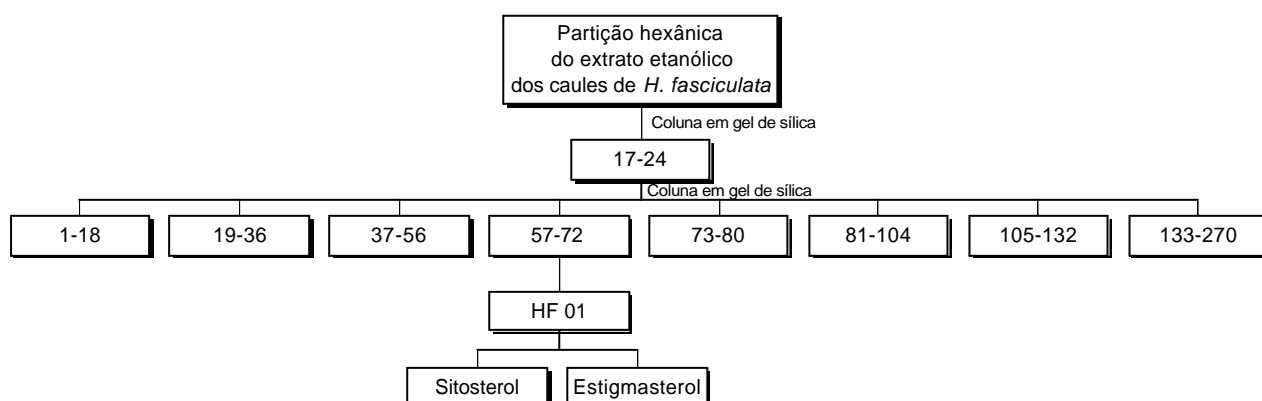 Partição hexânica
do extrato etanólico
dos caules de H. fasciculata
Coluna em gel de sílica
17-24
Coluna em gel de sílica
1-18
19-36
37-56
57-72
73-80
81-104
105-132
133-270
HF 01
Sitosterol
Estigmasterol